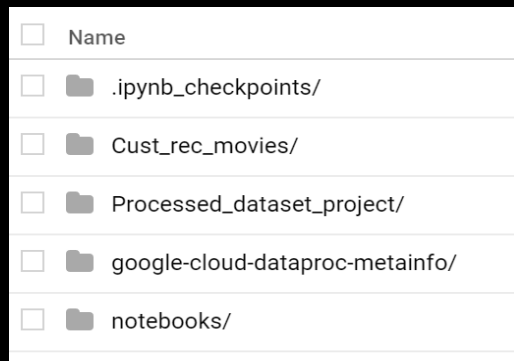 Name
.ipynb_checkpoints/
Cust_rec_movies/
Processed_dataset_project/
google-cloud-dataproc-metainfo/
notebooks/